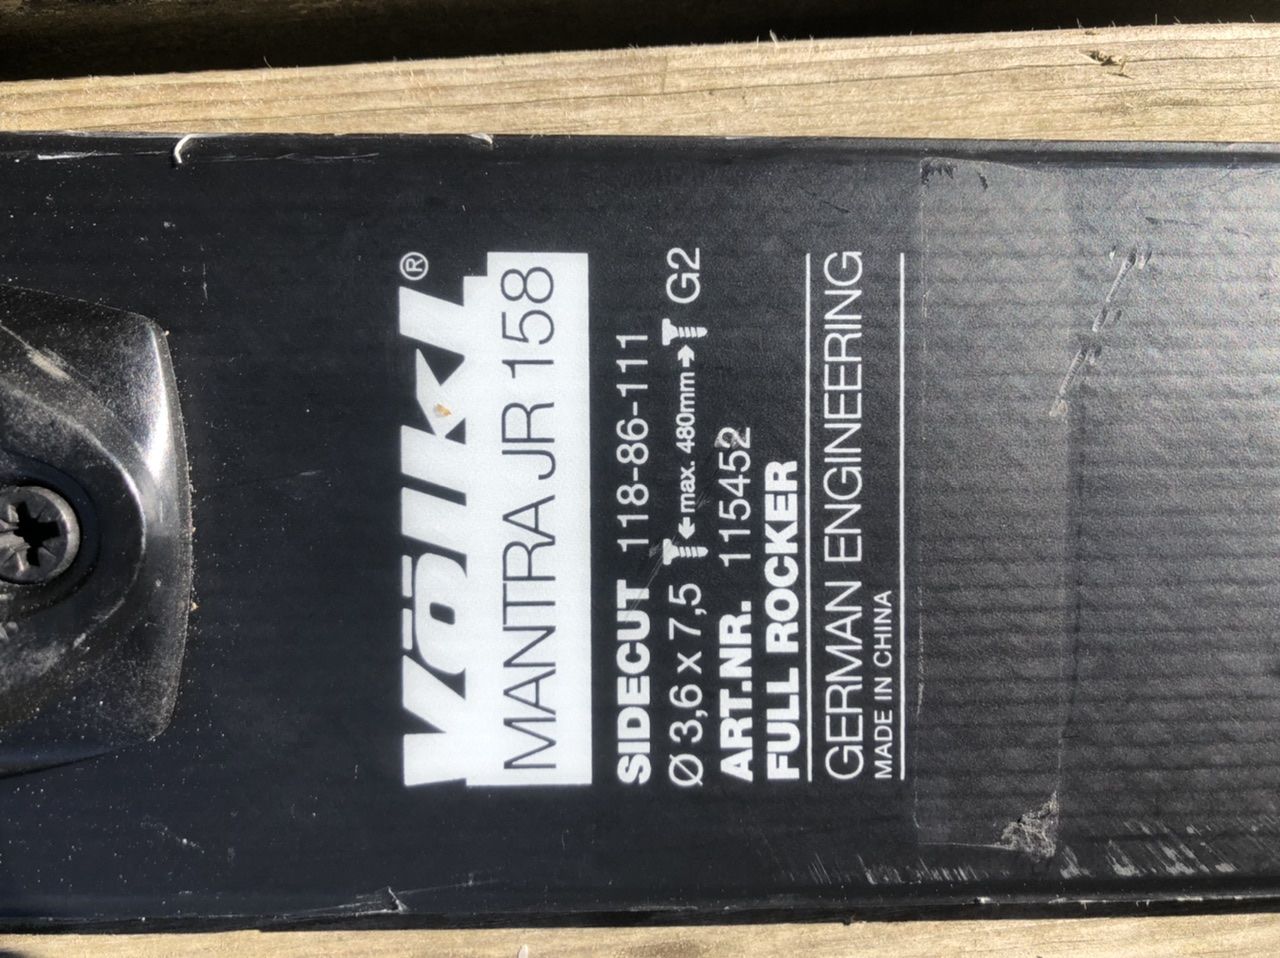 Völkl®
MANTRA JR 158
SIDECUT 118-86-111
Ø 3,6 x 7,5 ←max. 480mm→ G2
ART.NR. 115452
FULL ROCKER
GERMAN ENGINEERING
MADE IN CHINA